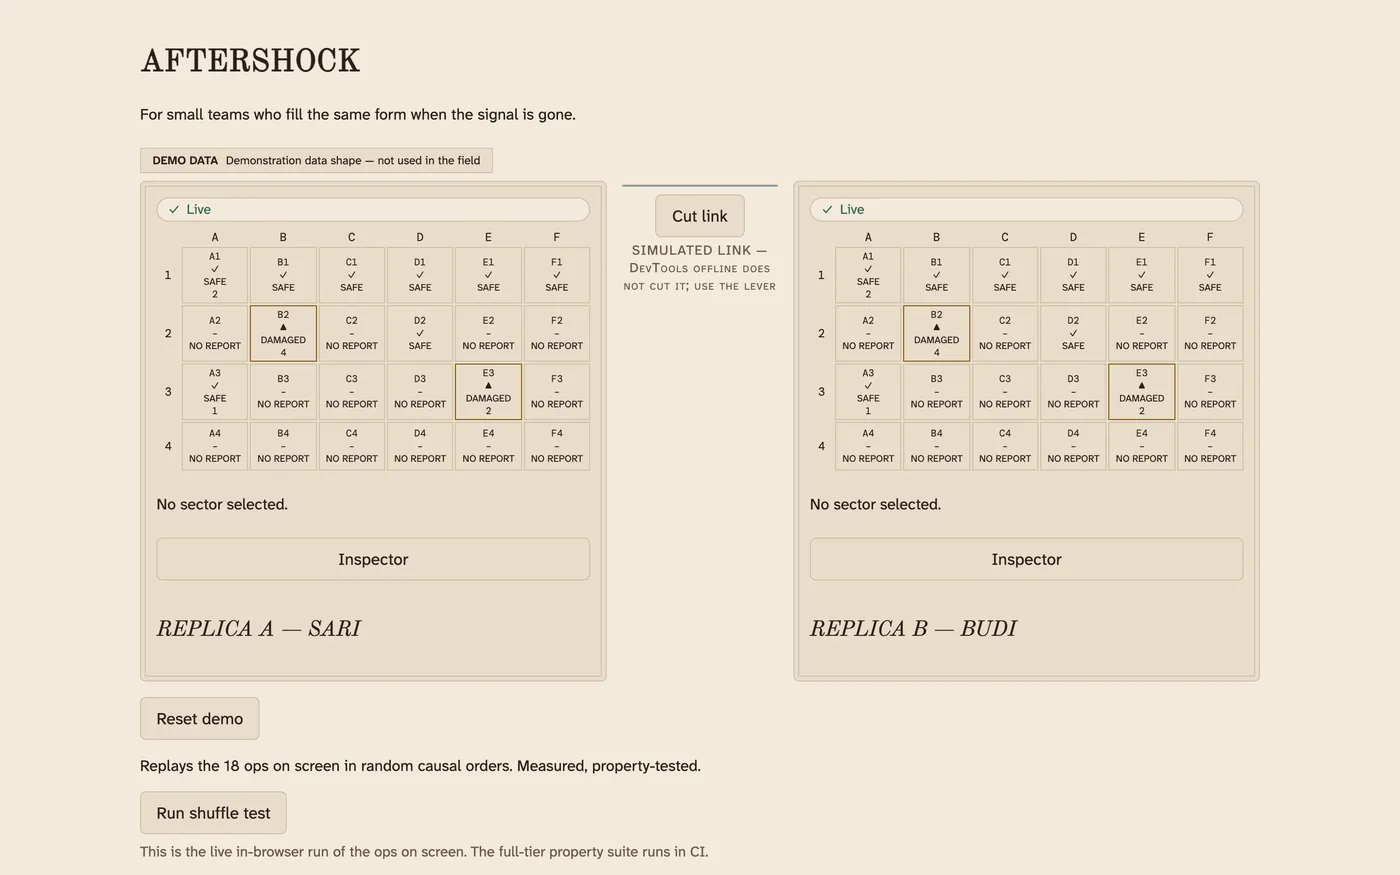 AFTERSHOCK
For small teams who fill the same form when the signal is gone.
DEMO DATA Demonstration data shape — not used in the field
✓ Live
A B C D E F
1
A1 ✓ SAFE 2
B1 ✓ SAFE
C1 ✓ SAFE
D1 ✓ SAFE
E1 ✓ SAFE
F1 ✓ SAFE
2
A2 – NO REPORT
B2 ▲ DAMAGED 4
C2 – NO REPORT
D2 ✓ SAFE
E2 – NO REPORT
F2 – NO REPORT
3
A3 ✓ SAFE 1
B3 – NO REPORT
C3 – NO REPORT
D3 – NO REPORT
E3 ▲ DAMAGED 2
F3 – NO REPORT
4
A4 – NO REPORT
B4 – NO REPORT
C4 – NO REPORT
D4 – NO REPORT
E4 – NO REPORT
F4 – NO REPORT
No sector selected.
Inspector
REPLICA A — SARI
Cut link
SIMULATED LINK —
DEVTOOLS OFFLINE DOES
NOT CUT IT; USE THE LEVER
✓ Live
A B C D E F
1
A1 ✓ SAFE 2
B1 ✓ SAFE
C1 ✓ SAFE
D1 ✓ SAFE
E1 ✓ SAFE
F1 ✓ SAFE
2
A2 – NO REPORT
B2 ▲ DAMAGED 4
C2 – NO REPORT
D2 ✓ SAFE
E2 – NO REPORT
F2 – NO REPORT
3
A3 ✓ SAFE 1
B3 – NO REPORT
C3 – NO REPORT
D3 – NO REPORT
E3 ▲ DAMAGED 2
F3 – NO REPORT
4
A4 – NO REPORT
B4 – NO REPORT
C4 – NO REPORT
D4 – NO REPORT
E4 – NO REPORT
F4 – NO REPORT
No sector selected.
Inspector
REPLICA B — BUDI
Reset demo
Replays the 18 ops on screen in random causal orders. Measured, property-tested.
Run shuffle test
This is the live in-browser run of the ops on screen. The full-tier property suite runs in CI.